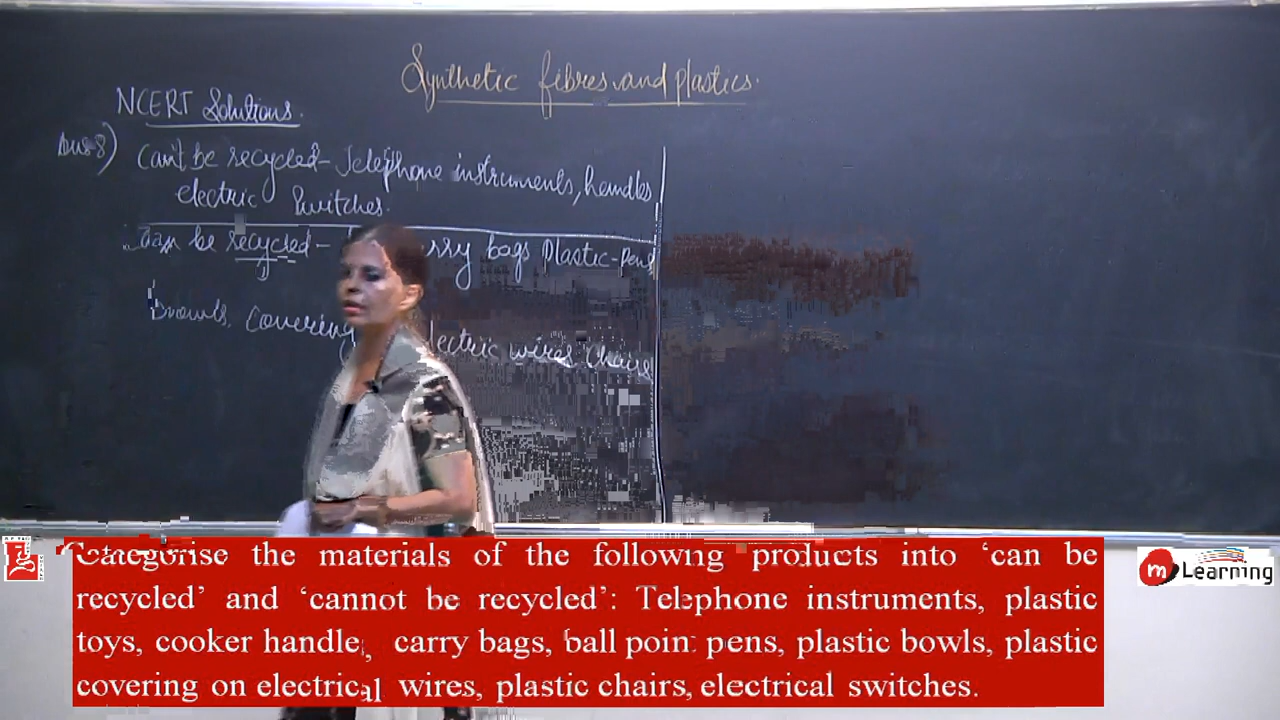 Synthetic fibres and plastics.
NCERT Solutions.
Ans8) Can't be recycled- Telephone instruments, handles
electric Switches.
Can be recycled- rry bags Plastic-pens
bowls. Covering lectric wires Chairs
Categorise the materials of the following products into ‘can be
recycled’ and ‘cannot be recycled’: Telephone instruments, plastic
toys, cooker handle, carry bags, ball point pens, plastic bowls, plastic
covering on electrical wires, plastic chairs, electrical switches.
m Learning